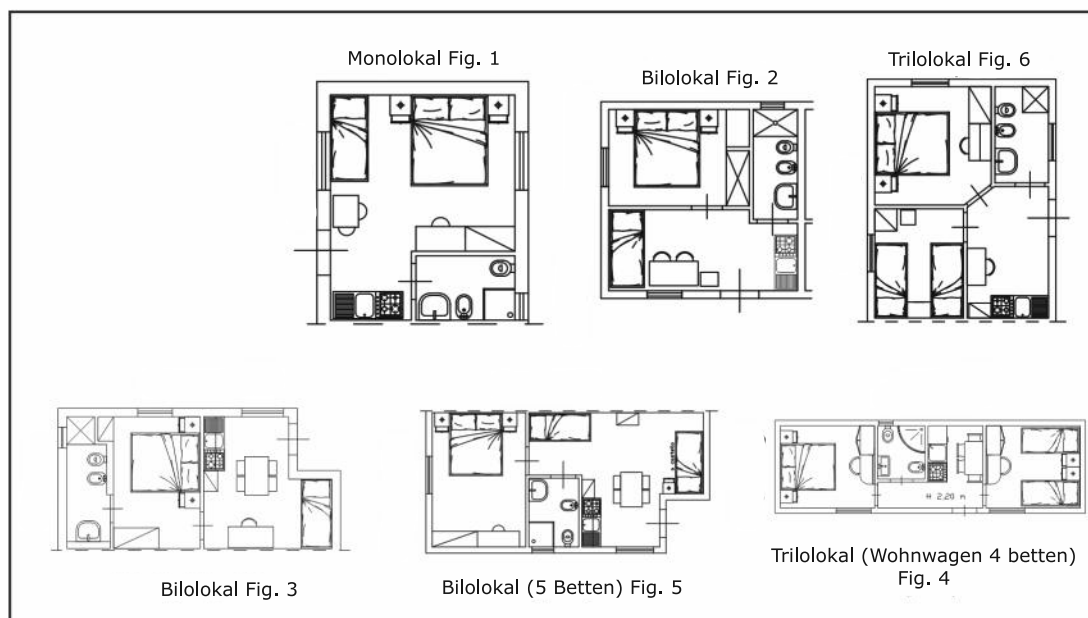 Monolokal Fig. 1
Bilolokal Fig. 2
Trilolokal Fig. 6
H 2.20 m
Bilolokal Fig. 3
Bilolokal (5 Betten) Fig. 5
Trilolokal (Wohnwagen 4 betten)
Fig. 4